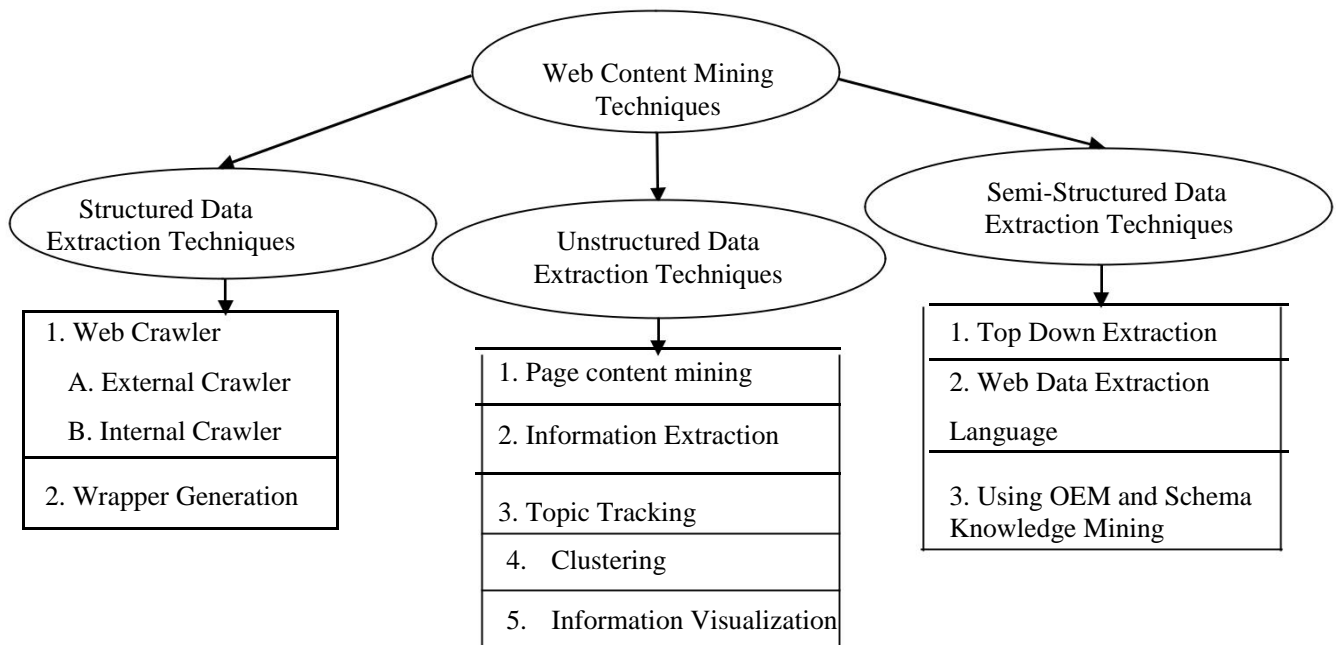 Web Content Mining
Techniques
Structured Data
Extraction Techniques
Unstructured Data
Extraction Techniques
Semi-Structured Data
Extraction Techniques
1. Web Crawler
A. External Crawler
B. Internal Crawler
2. Wrapper Generation
1. Page content mining
2. Information Extraction
3. Topic Tracking
4. Clustering
5. Information Visualization
1. Top Down Extraction
2. Web Data Extraction
Language
3. Using OEM and Schema
Knowledge Mining